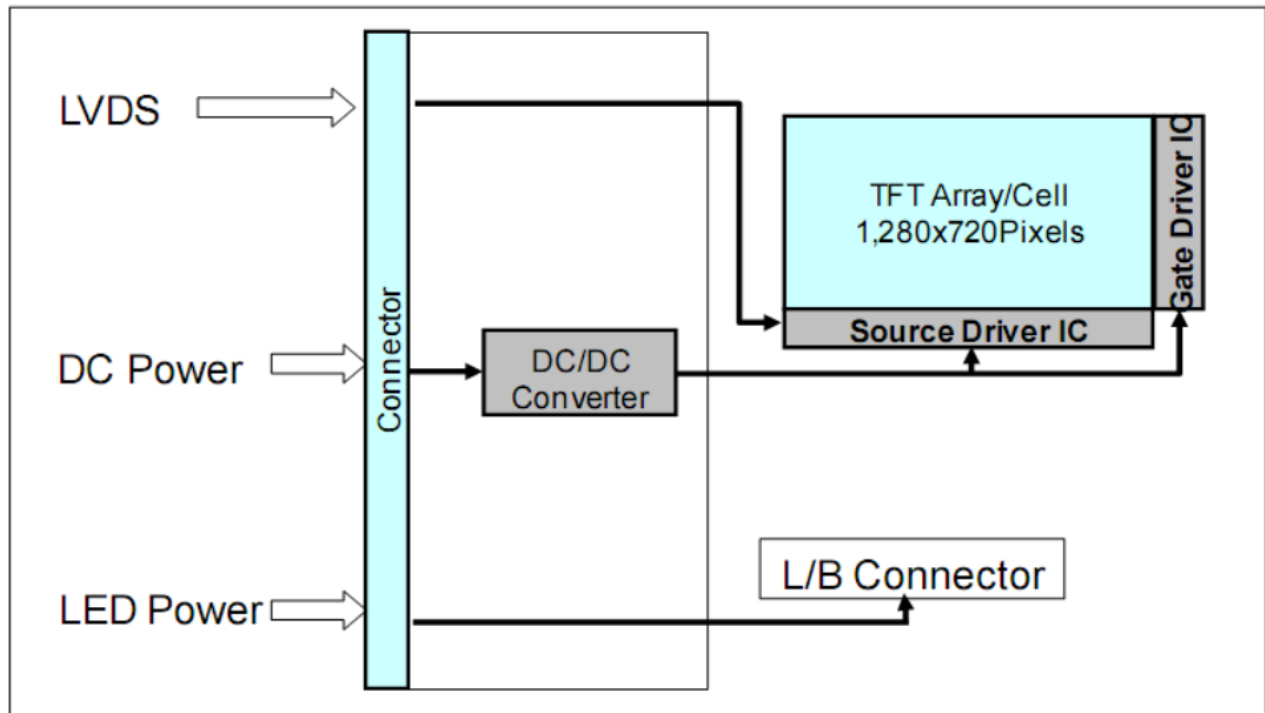 LVDS
DC Power
LED Power
Connector
DC/DC
Converter
TFT Array/Cell
1,280x720Pixels
Gate Driver IC
Source Driver IC
L/B Connector